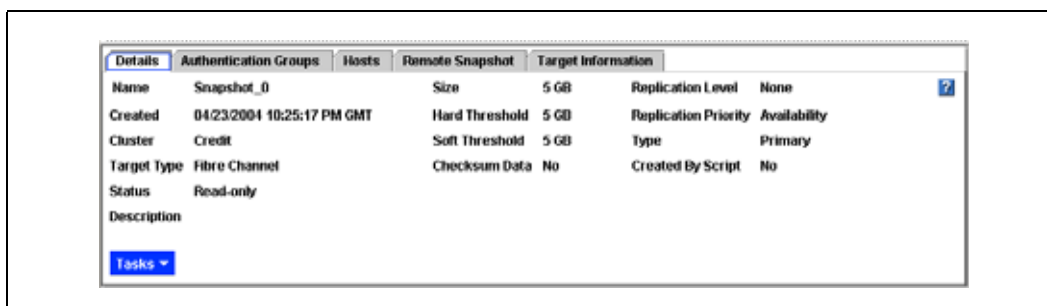 Details Authentication Groups Hosts Remote Snapshot Target Information
Name Snapshot_0 Size 5 GB Replication Level None ?
Created 04/23/2004 10:25:17 PM GMT Hard Threshold 5 GB Replication Priority Availability
Cluster Credit Soft Threshold 5 GB Type Primary
Target Type Fibre Channel Checksum Data No Created By Script No
Status Read-only
Description
Tasks